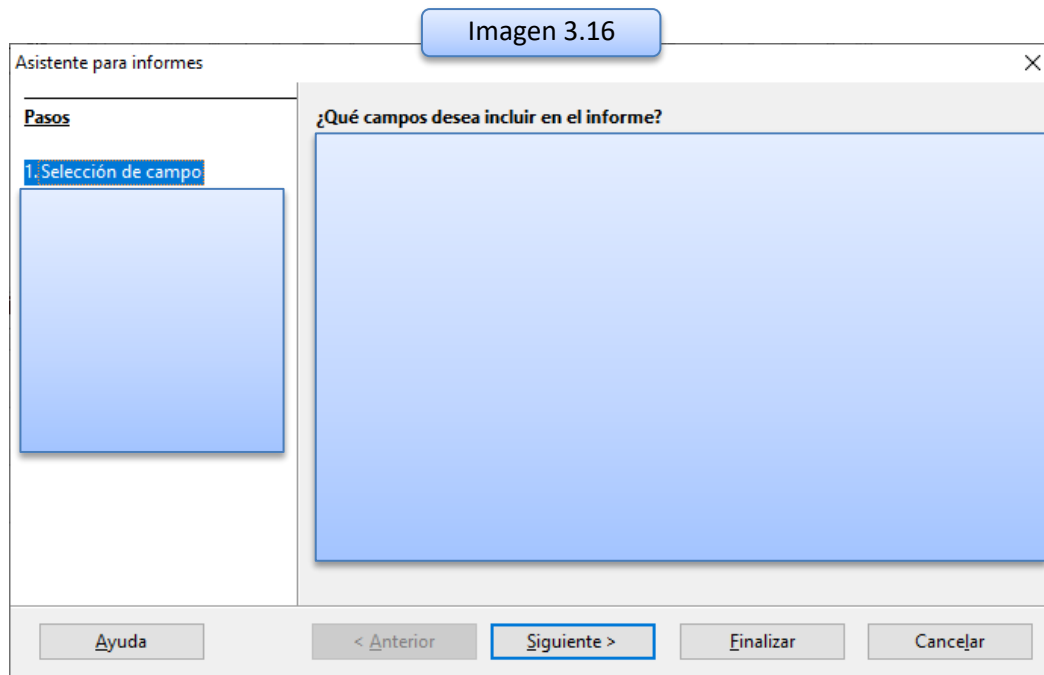 Imagen 3.16
Asistente para informes
Pasos
¿Qué campos desea incluir en el informe?
1. Selección de campo
Ayuda
< Anterior
Siguiente >
Finalizar
Cancelar